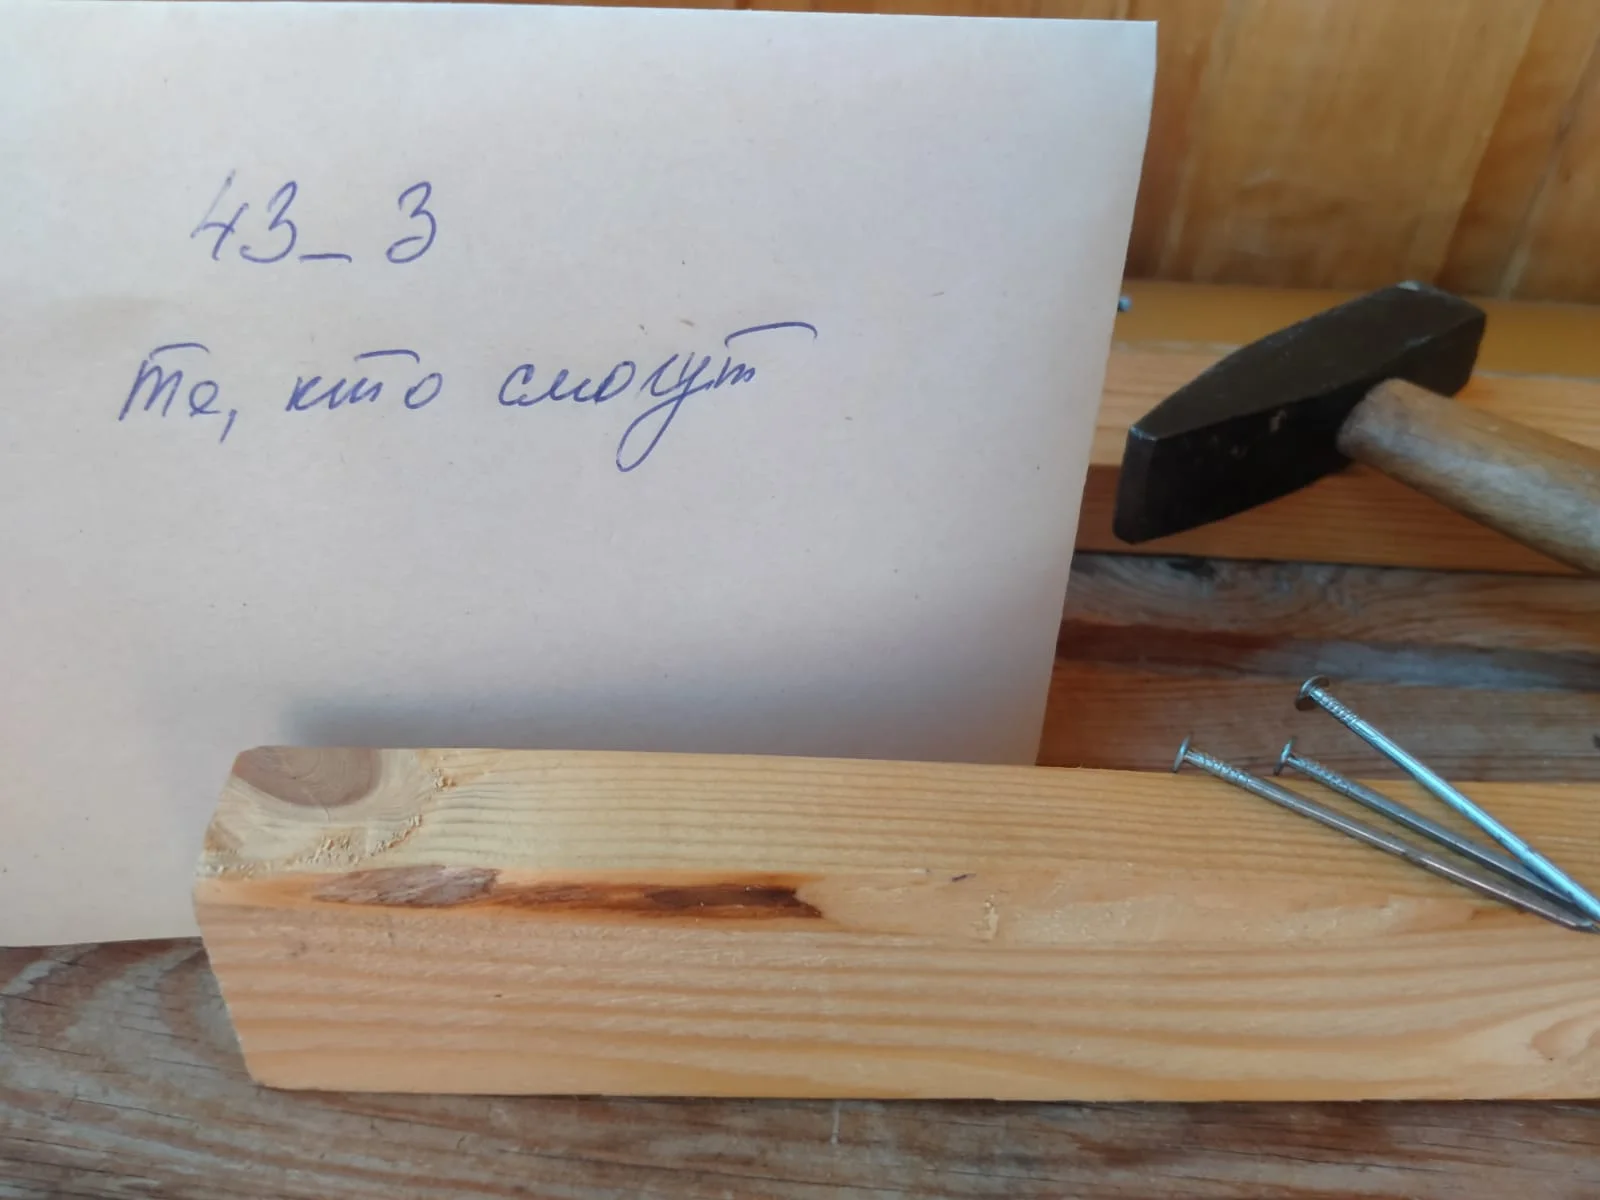 43_3
те, кто смогут